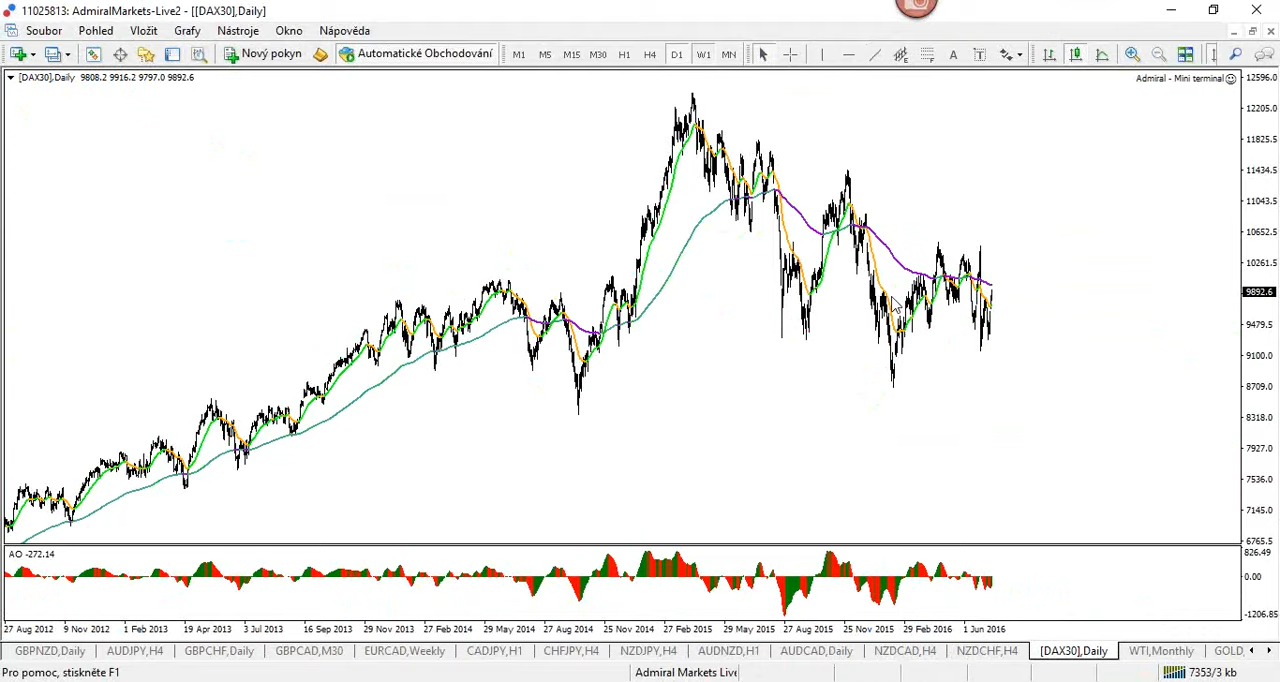 11025813: AdmiralMarkets-Live2 - [[DAX30],Daily]
Soubor Pohled Vložit Grafy Nástroje Okno Nápověda
Nový pokyn Automatické Obchodování M1 M5 M15 M30 H1 H4 D1 W1 MN A T
[DAX30],Daily 9808.2 9916.2 9797.0 9892.6
Admiral - Mini terminal
12596.0
12205.0
11825.5
11434.5
11043.5
10652.5
10261.5
9892.6
9479.5
9100.0
8709.0
8318.0
7927.0
7536.0
7145.0
6765.5
AO -272.14
826.49
0.00
-1206.85
27 Aug 2012 9 Nov 2012 1 Feb 2013 19 Apr 2013 3 Jul 2013 16 Sep 2013 29 Nov 2013 27 Feb 2014 29 May 2014 27 Aug 2014 25 Nov 2014 27 Feb 2015 29 May 2015 27 Aug 2015 25 Nov 2015 29 Feb 2016 1 Jun 2016
GBPNZD,Daily AUDJPY,H4 GBPCHF,Daily GBPCAD,M30 EURCAD,Weekly CADJPY,H1 CHFJPY,H4 NZDJPY,H4 AUDNZD,H1 AUDCAD,Daily NZDCAD,H4 NZDCHF,H4 [DAX30],Daily WTI,Monthly GOLD,
Pro pomoc, stiskněte F1
Admiral Markets Live
7353/3 kb